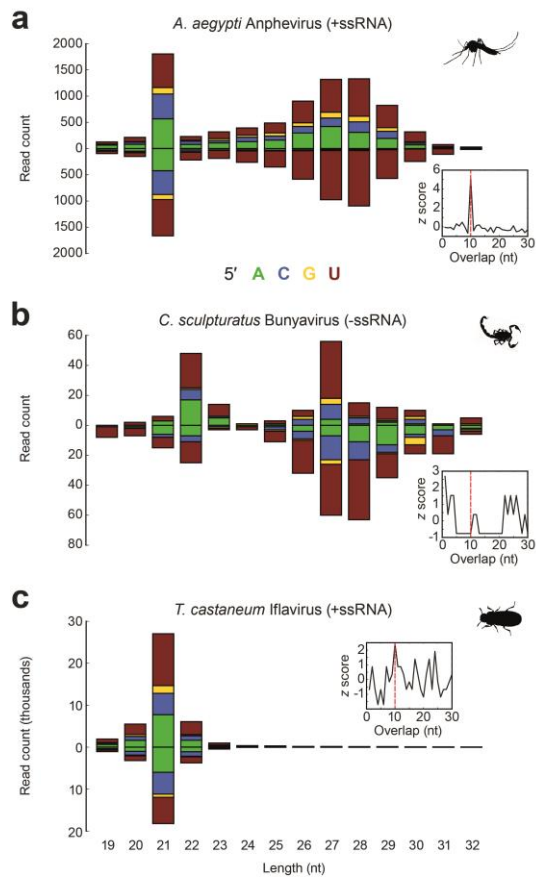 a
A. aegypti Anphevirus (+ssRNA)
Read count
2000
1500
1000
500
0
500
1000
1500
2000
z score
6
4
2
0
0 10 20 30
Overlap (nt)
5′ A C G U
b
C. sculpturatus Bunyavirus (-ssRNA)
Read count
60
40
20
0
20
40
60
80
z score
3
2
1
0
-1
0 10 20 30
Overlap (nt)
c
T. castaneum Iflavirus (+ssRNA)
Read count (thousands)
30
20
10
0
10
20
z score
2
1
0
-1
0 10 20 30
Overlap (nt)
19 20 21 22 23 24 25 26 27 28 29 30 31 32
Length (nt)